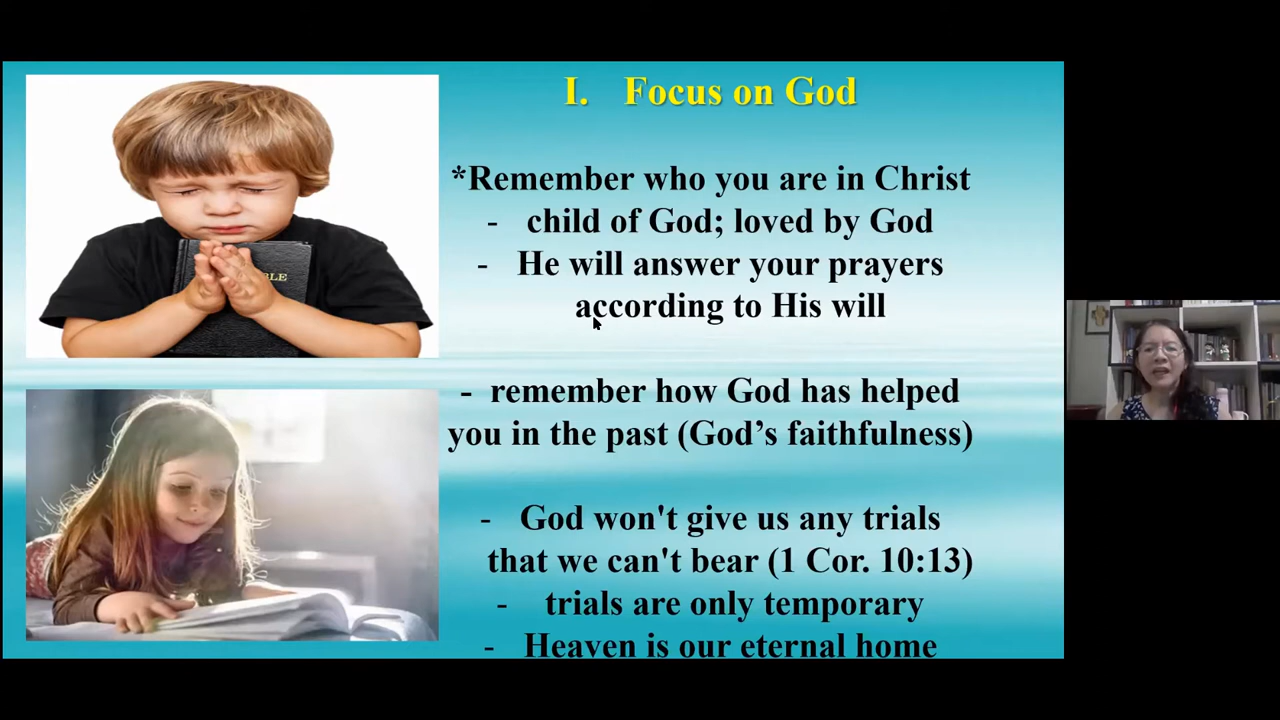 I. Focus on God
*Remember who you are in Christ
- child of God; loved by God
- He will answer your prayers
according to His will
- remember how God has helped
you in the past (God’s faithfulness)
- God won't give us any trials
that we can't bear (1 Cor. 10:13)
- trials are only temporary
- Heaven is our eternal home